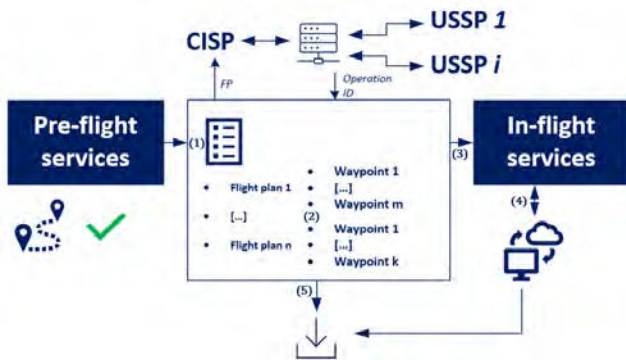 USSP 1
CISP
USSP i
FP
Operation
ID
Pre-flight
services
(1)
(3)
In-flight
services
Flight plan 1
[...]
Flight plan n
(2)
Waypoint 1
[...]
Waypoint m
Waypoint 1
[...]
Waypoint k
(4)
(5)